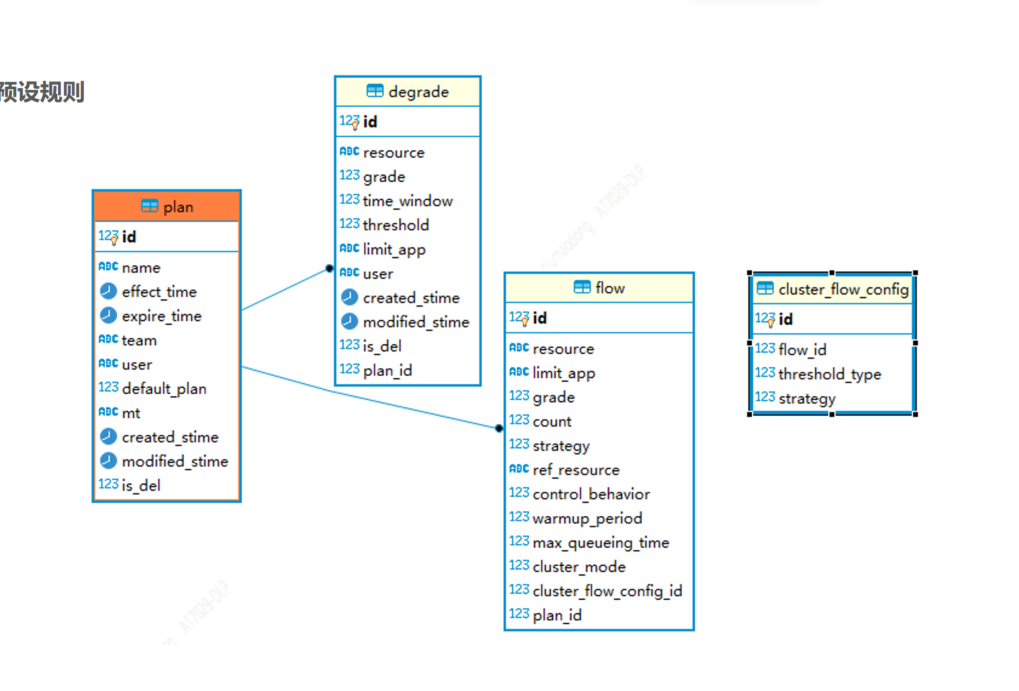 预设规则
plan
123 id
ABC name
effect_time
expire_time
ABC team
ABC user
123 default_plan
ABC mt
created_stime
modified_stime
123 is_del
degrade
123 id
ABC resource
123 grade
123 time_window
123 threshold
ABC limit_app
ABC user
created_stime
modified_stime
123 is_del
123 plan_id
flow
123 id
ABC resource
ABC limit_app
123 grade
123 count
123 strategy
ABC ref_resource
123 control_behavior
123 warmup_period
123 max_queueing_time
123 cluster_mode
123 cluster_flow_config_id
123 plan_id
cluster_flow_config
123 id
123 flow_id
123 threshold_type
123 strategy